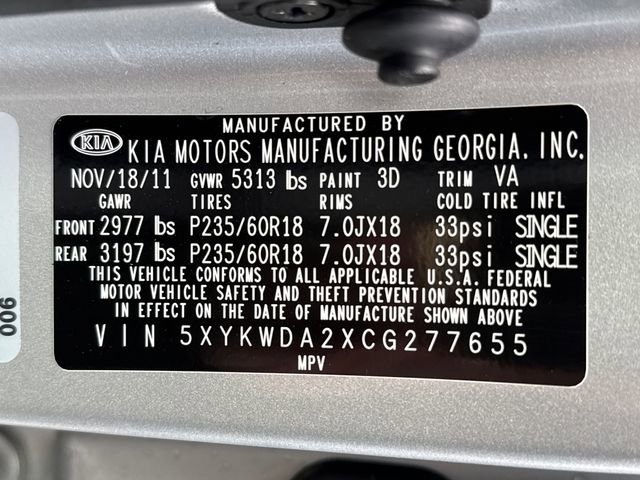 MANUFACTURED BY
KIA KIA MOTORS MANUFACTURING GEORGIA, INC.
NOV/18/11 GVWR 5313 lbs PAINT 3D TRIM VA
GAWR TIRES RIMS COLD TIRE INFL
FRONT 2977 lbs P235/60R18 7.0JX18 33psi SINGLE
REAR 3197 lbs P235/60R18 7.0JX18 33psi SINGLE
THIS VEHICLE CONFORMS TO ALL APPLICABLE U.S.A. FEDERAL
MOTOR VEHICLE SAFETY AND THEFT PREVENTION STANDARDS
IN EFFECT ON THE DATE OF MANUFACTURE SHOWN ABOVE
VIN 5XYKWDA2XCG277655
MPV
006